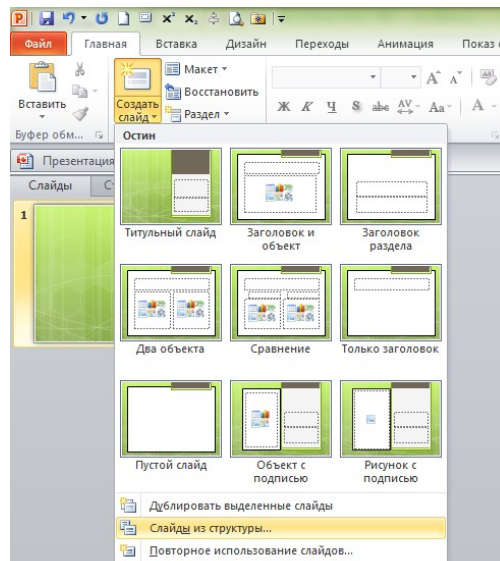 Файл Главная Вставка Дизайн Переходы Анимация Показ
Вставить
Создать слайд
Макет
Восстановить
Раздел
Ж К Ч S abc AV Aa A
Буфер обм...
Остин
Презентация
Слайды
1
Титульный слайд
Заголовок и объект
Заголовок раздела
Два объекта
Сравнение
Только заголовок
Пустой слайд
Объект с подписью
Рисунок с подписью
Дублировать выделенные слайды
Слайды из структуры...
Повторное использование слайдов...